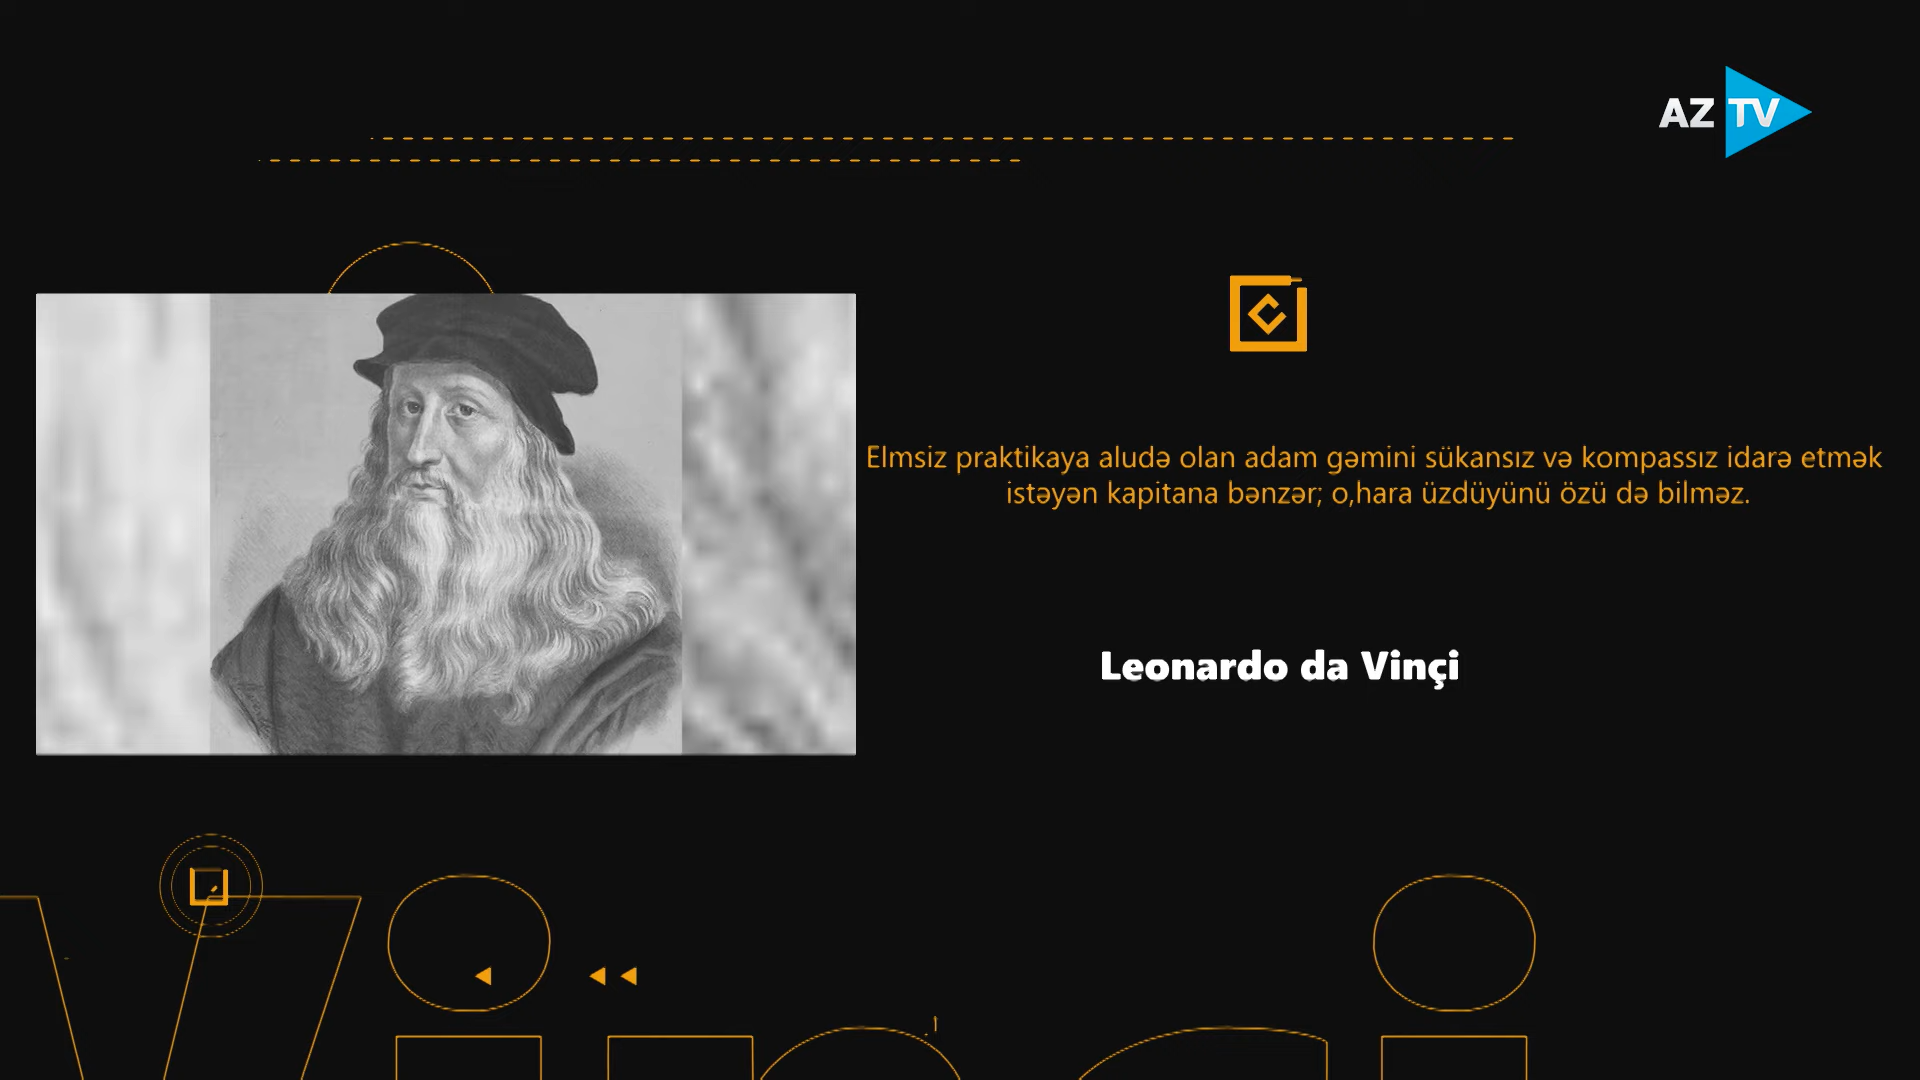 AZ TV
Elmsiz praktikaya aludə olan adam gəmini sükansız və kompassız idarə etmək
istəyən kapitana bənzər; o,hara üzdüyünü özü də bilməz.
Leonardo da Vinçi
Vinçi